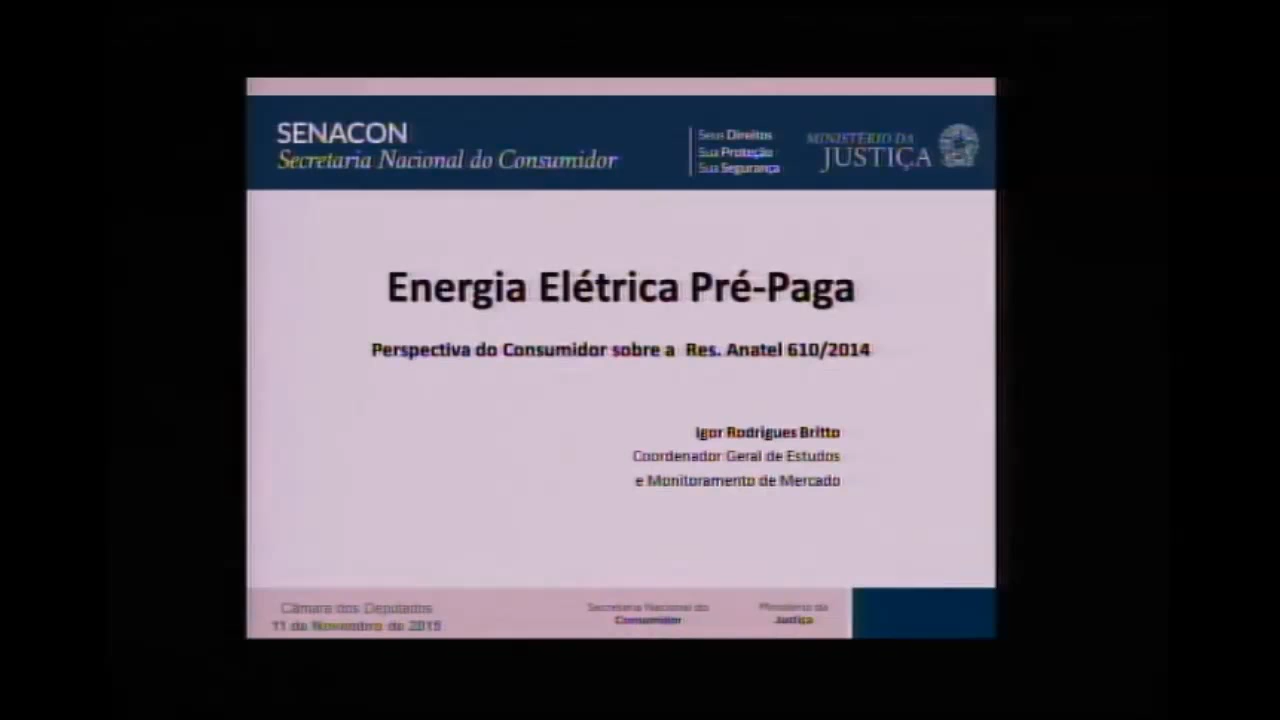 SENACON
Secretaria Nacional do Consumidor
Seus Direitos
Sua Proteção
Sua Segurança
MINISTÉRIO DA
JUSTIÇA
Energia Elétrica Pré-Paga
Perspectiva do Consumidor sobre a Res. Anatel 610/2014
Igor Rodrigues Britto
Coordenador Geral de Estudos
e Monitoramento de Mercado
Câmara dos Deputados
11 de Novembro de 2015
Secretaria Nacional do
Consumidor
Ministério da
Justiça